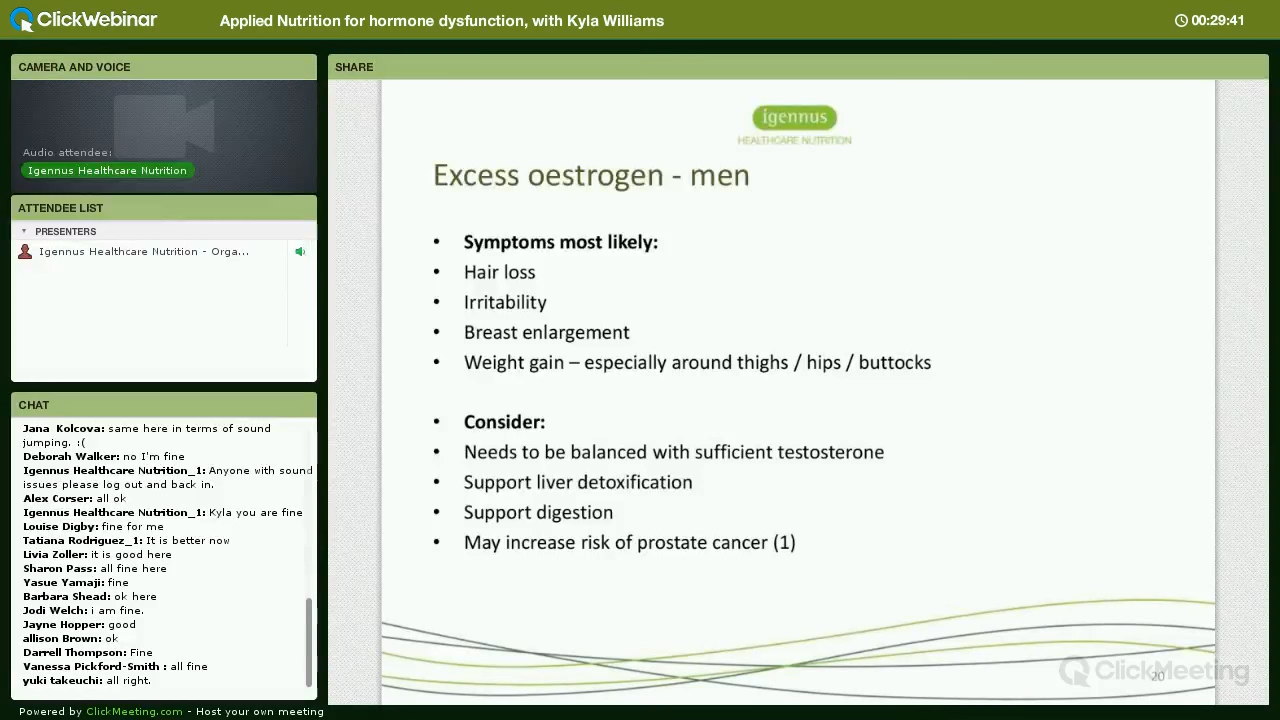 ClickWebinar
Applied Nutrition for hormone dysfunction, with Kyla Williams
00:29:41
CAMERA AND VOICE
Audio attendee:
Igennus Healthcare Nutrition
ATTENDEE LIST
PRESENTERS
Igennus Healthcare Nutrition - Orga...
CHAT
Jana Kolcova: same here in terms of sound
jumping. :(
Deborah Walker: no I'm fine
Igennus Healthcare Nutrition_1: Anyone with sound
issues please log out and back in.
Alex Corser: all ok
Igennus Healthcare Nutrition_1: Kyla you are fine
Louise Digby: fine for me
Tatiana Rodriguez_1: It is better now
Livia Zoller: it is good here
Sharon Pass: all fine here
Yasue Yamaji: fine
Barbara Shead: ok here
Jodi Welch: i am fine.
Jayne Hopper: good
allison Brown: ok
Darrell Thompson: Fine
Vanessa Pickford-Smith : all fine
yuki takeuchi: all right.
Powered by ClickMeeting.com - Host your own meeting
SHARE
igennus
HEALTHCARE NUTRITION
Excess oestrogen - men
• Symptoms most likely:
• Hair loss
• Irritability
• Breast enlargement
• Weight gain – especially around thighs / hips / buttocks
• Consider:
• Needs to be balanced with sufficient testosterone
• Support liver detoxification
• Support digestion
• May increase risk of prostate cancer (1)
ClickMeeting
20